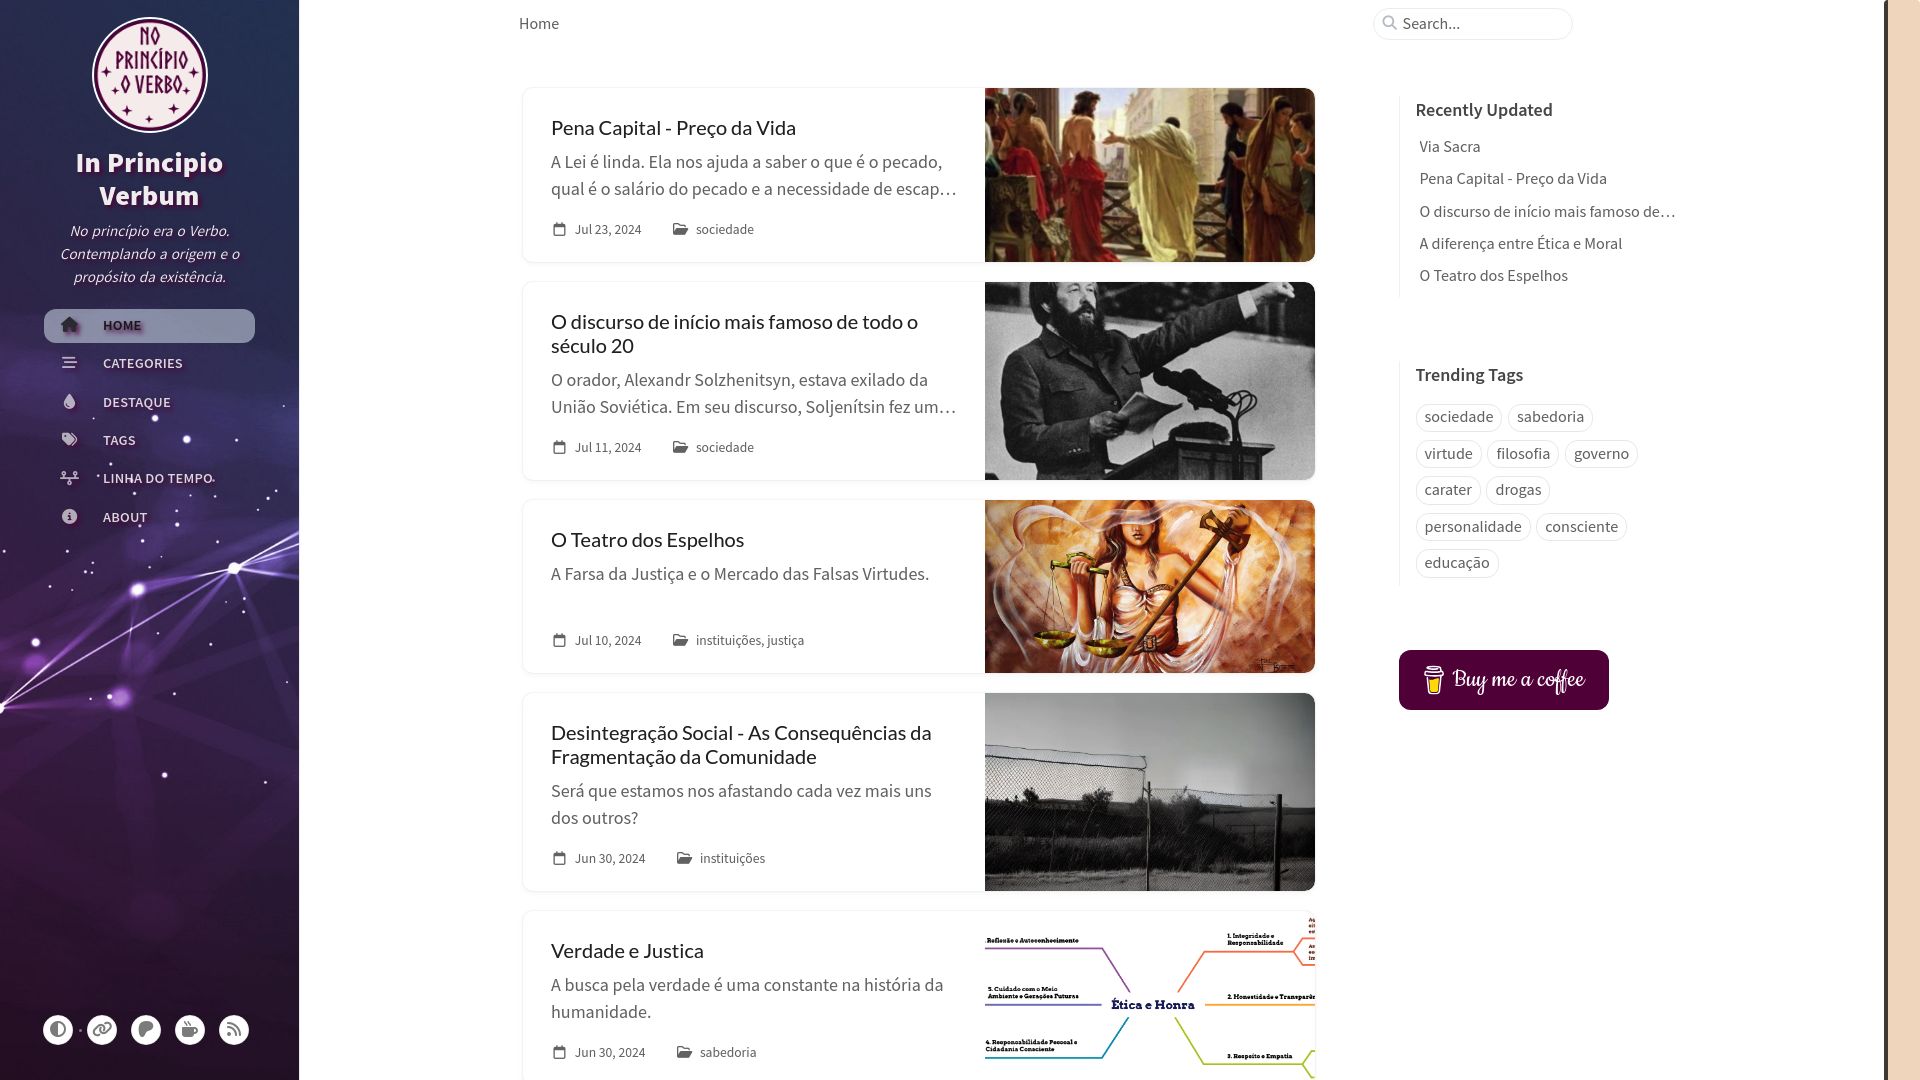 NO
PRINCÍPIO
O VERBO
In Principio
Verbum
No princípio era o Verbo.
Contemplando a origem e o
propósito da existência.
HOME
CATEGORIES
DESTAQUE
TAGS
LINHA DO TEMPO
ABOUT
Home
Search...
Pena Capital - Preço da Vida
A Lei é linda. Ela nos ajuda a saber o que é o pecado,
qual é o salário do pecado e a necessidade de escap…
Jul 23, 2024
sociedade
O discurso de início mais famoso de todo o
século 20
O orador, Alexandr Solzhenitsyn, estava exilado da
União Soviética. Em seu discurso, Soljenítsin fez um…
Jul 11, 2024
sociedade
O Teatro dos Espelhos
A Farsa da Justiça e o Mercado das Falsas Virtudes.
Jul 10, 2024
instituições, justiça
Desintegração Social - As Consequências da
Fragmentação da Comunidade
Será que estamos nos afastando cada vez mais uns
dos outros?
Jun 30, 2024
instituições
Verdade e Justica
A busca pela verdade é uma constante na história da
humanidade.
Jun 30, 2024
sabedoria
Reflexão e Autoconhecimento
5. Cuidado com o Meio
Ambiente e Gerações Futuras
4. Responsabilidade Pessoal e
Cidadania Consciente
Ética e Honra
1. Integridade e
Responsabilidade
2. Honestidade e Transparên
3. Respeito e Empatia
Recently Updated
Via Sacra
Pena Capital - Preço da Vida
O discurso de início mais famoso de…
A diferença entre Ética e Moral
O Teatro dos Espelhos
Trending Tags
sociedade
sabedoria
virtude
filosofia
governo
carater
drogas
personalidade
consciente
educação
Buy me a coffee